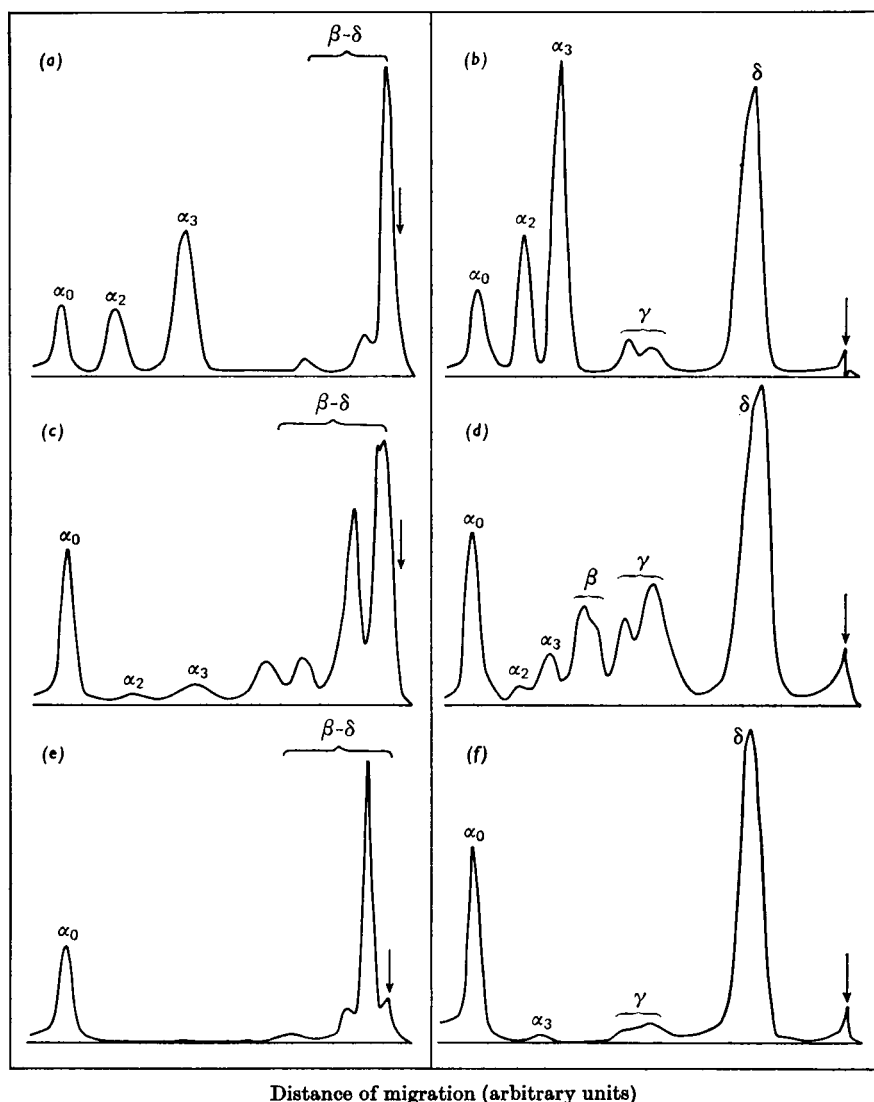 (a)
β-δ
α₀
α₂
α₃
(b)
α₀
α₂
α₃
γ
δ
(c)
β-δ
α₀
α₂
α₃
(d)
α₀
α₂
α₃
β
γ
δ
(e)
β-δ
α₀
(f)
α₀
α₃
γ
δ
Distance of migration (arbitrary units)